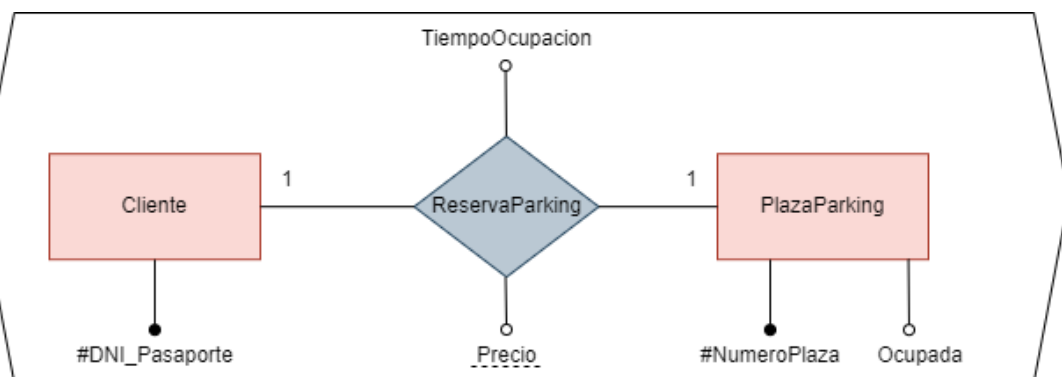 TiempoOcupacion
1
1
Cliente
ReservaParking
PlazaParking
#DNI_Pasaporte
Precio
#NumeroPlaza
Ocupada